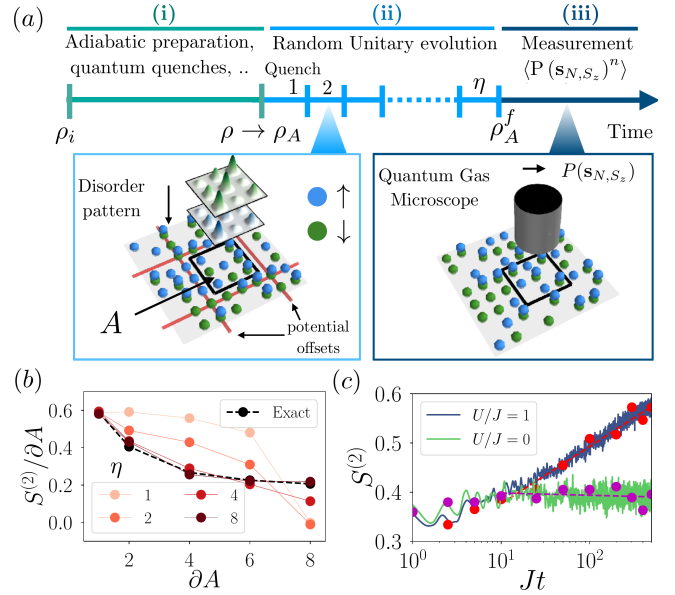 (a)
(i)
(ii)
(iii)
Adiabatic preparation,
quantum quenches, ..
Random Unitary evolution
Measurement
⟨P (s_{N,S_z})^n⟩
Quench
1
2
η
ρ_i
ρ → ρ_A
ρ_A^f
Time
Disorder
pattern
↑
↓
A
potential
offsets
Quantum Gas
Microscope
P(s_{N,S_z})
(b)
S^{(2)}/∂A
0.6
0.4
0.2
0.0
Exact
η
1
2
4
8
2
4
6
8
∂A
(c)
S^{(2)}
0.6
0.5
0.4
0.3
U/J = 1
U/J = 0
10^0
10^1
10^2
Jt